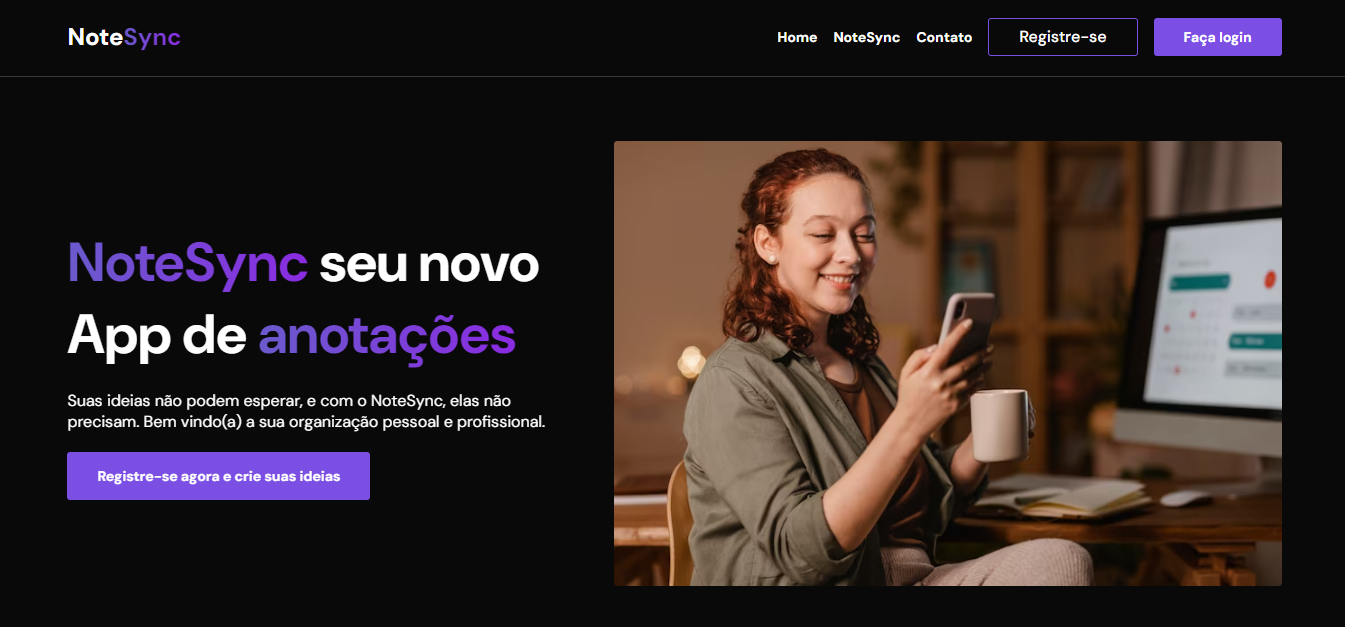 NoteSync
Home NoteSync Contato Registre-se Faça login
NoteSync seu novo
App de anotações
Suas ideias não podem esperar, e com o NoteSync, elas não
precisam. Bem vindo(a) a sua organização pessoal e profissional.
Registre-se agora e crie suas ideias